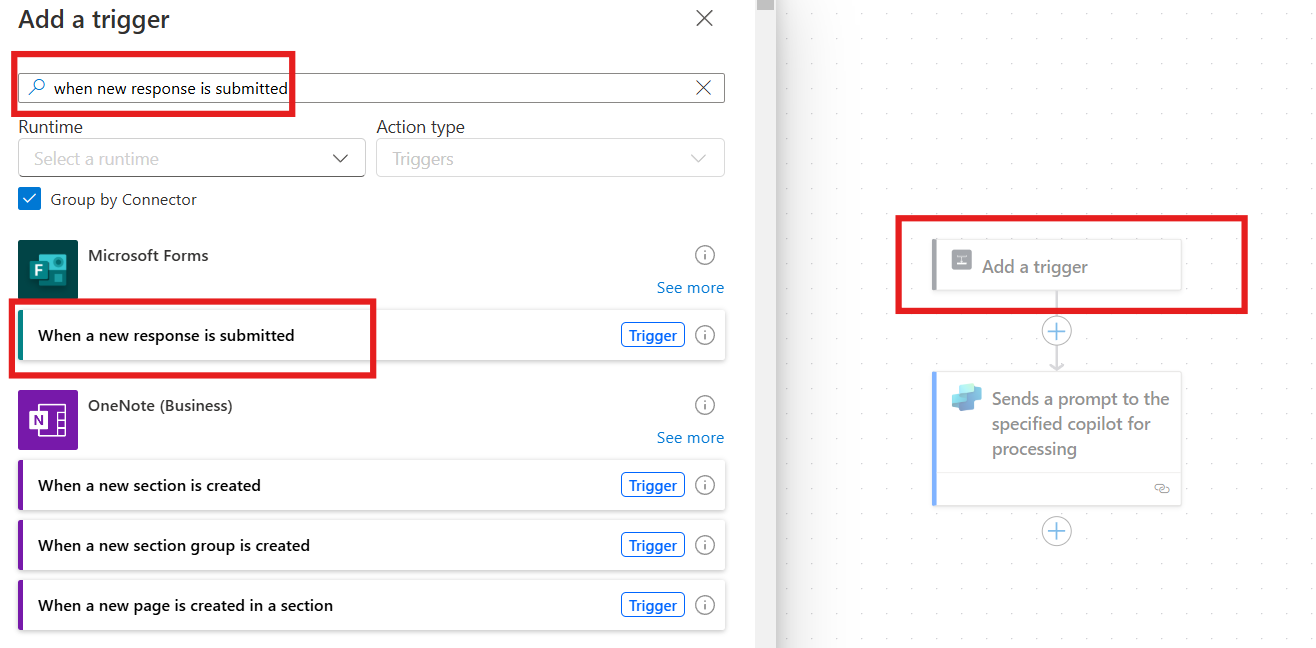 Add a trigger
when new response is submitted
Runtime
Action type
Select a runtime
Triggers
Group by Connector
F
Microsoft Forms
See more
When a new response is submitted
Trigger
N
OneNote (Business)
See more
When a new section is created
Trigger
When a new section group is created
Trigger
When a new page is created in a section
Trigger
Add a trigger
Sends a prompt to the
specified copilot for
processing